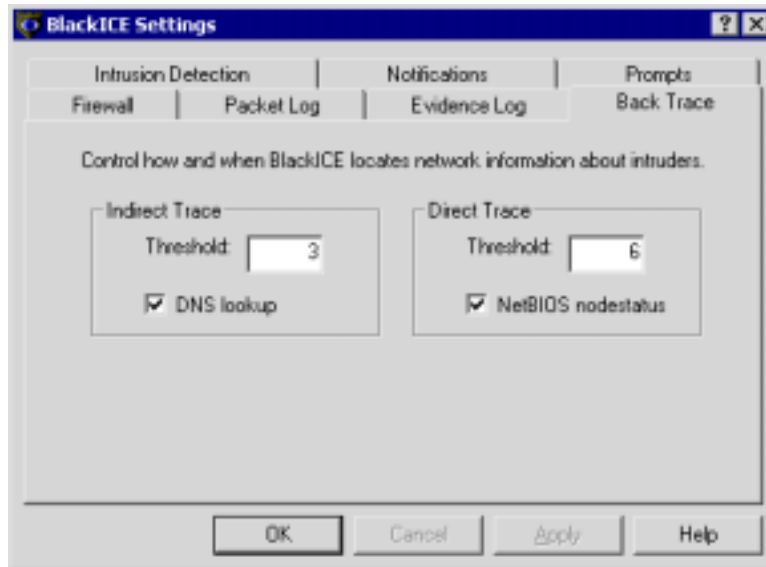 BlackICE Settings
Intrusion Detection Notifications Prompts
Firewall Packet Log Evidence Log Back Trace
Control how and when BlackICE locates network information about intruders.
Indirect Trace Direct Trace
Threshold: 3 Threshold: 6
DNS lookup NetBIOS nodestatus
OK Cancel Apply Help